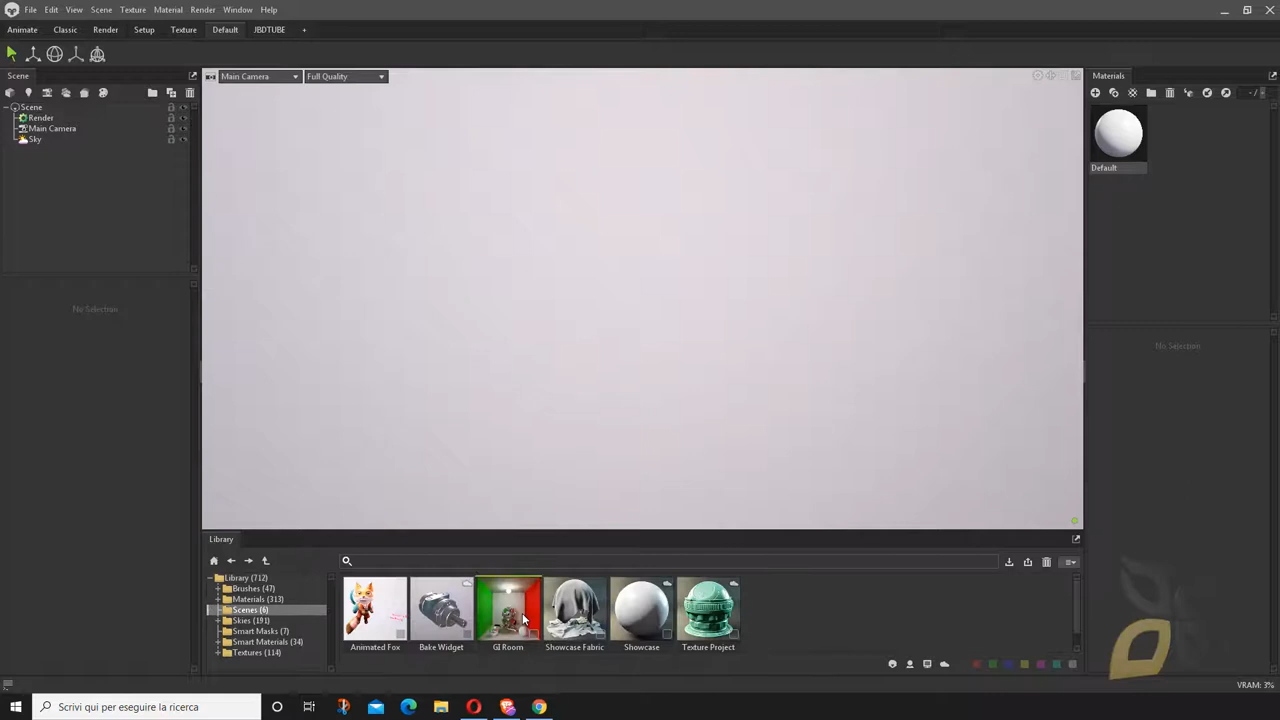 File Edit View Scene Texture Material Render Window Help
Animate Classic Render Setup Texture Default JBDTUBE +
Scene
Scene
Render
Main Camera
Sky
No Selection
Main Camera Full Quality
Materials
- /
Default
No Selection
Library
Library (712)
Brushes (47)
Materials (313)
Scenes (6)
Skies (191)
Smart Masks (7)
Smart Materials (34)
Textures (114)
Animated Fox Bake Widget GI Room Showcase Fabric Showcase Texture Project
VRAM: 3%
Scrivi qui per eseguire la ricerca